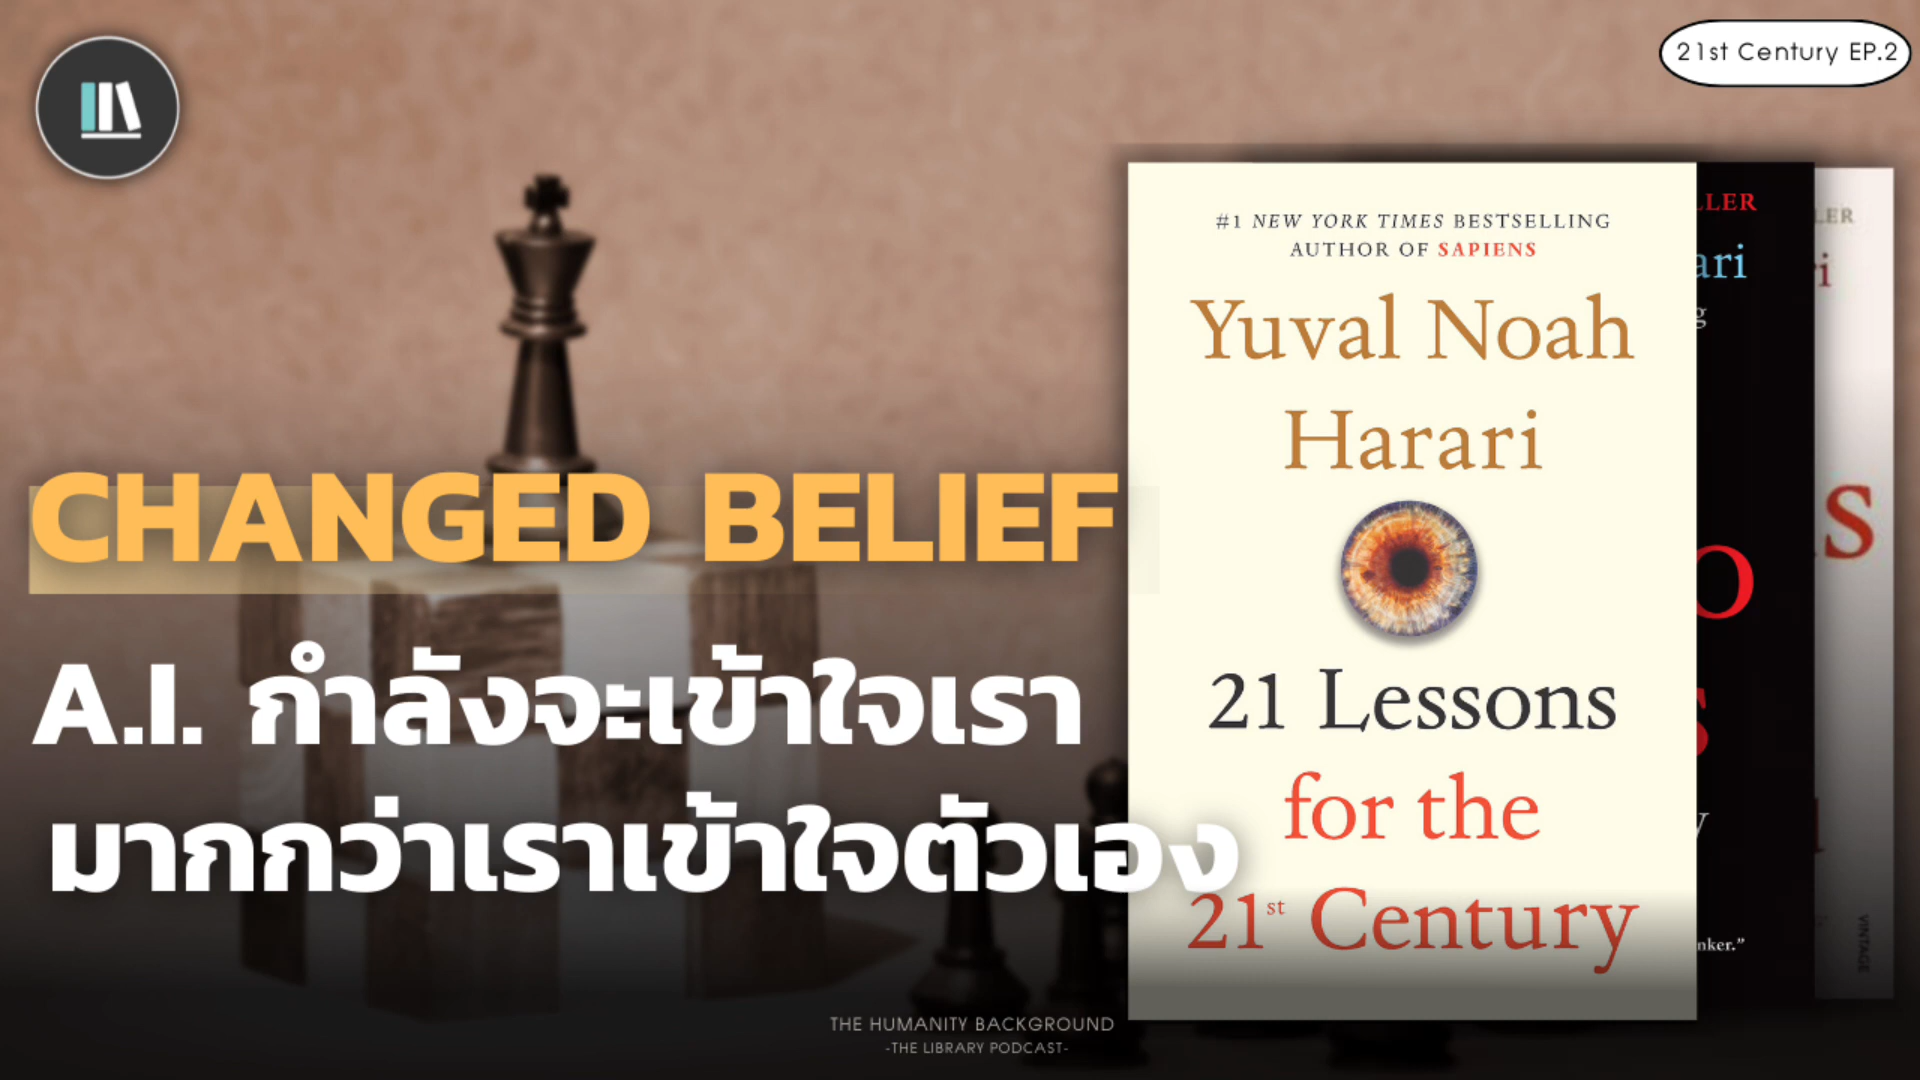 21st Century EP.2
#1 NEW YORK TIMES BESTSELLING
AUTHOR OF SAPIENS
Yuval Noah
Harari
21 Lessons
for the
21st Century
CHANGED BELIEF
A.I. กำลังจะเข้าใจเรา
มากกว่าเราเข้าใจตัวเอง
THE HUMANITY BACKGROUND
-THE LIBRARY PODCAST-
VINTAGE